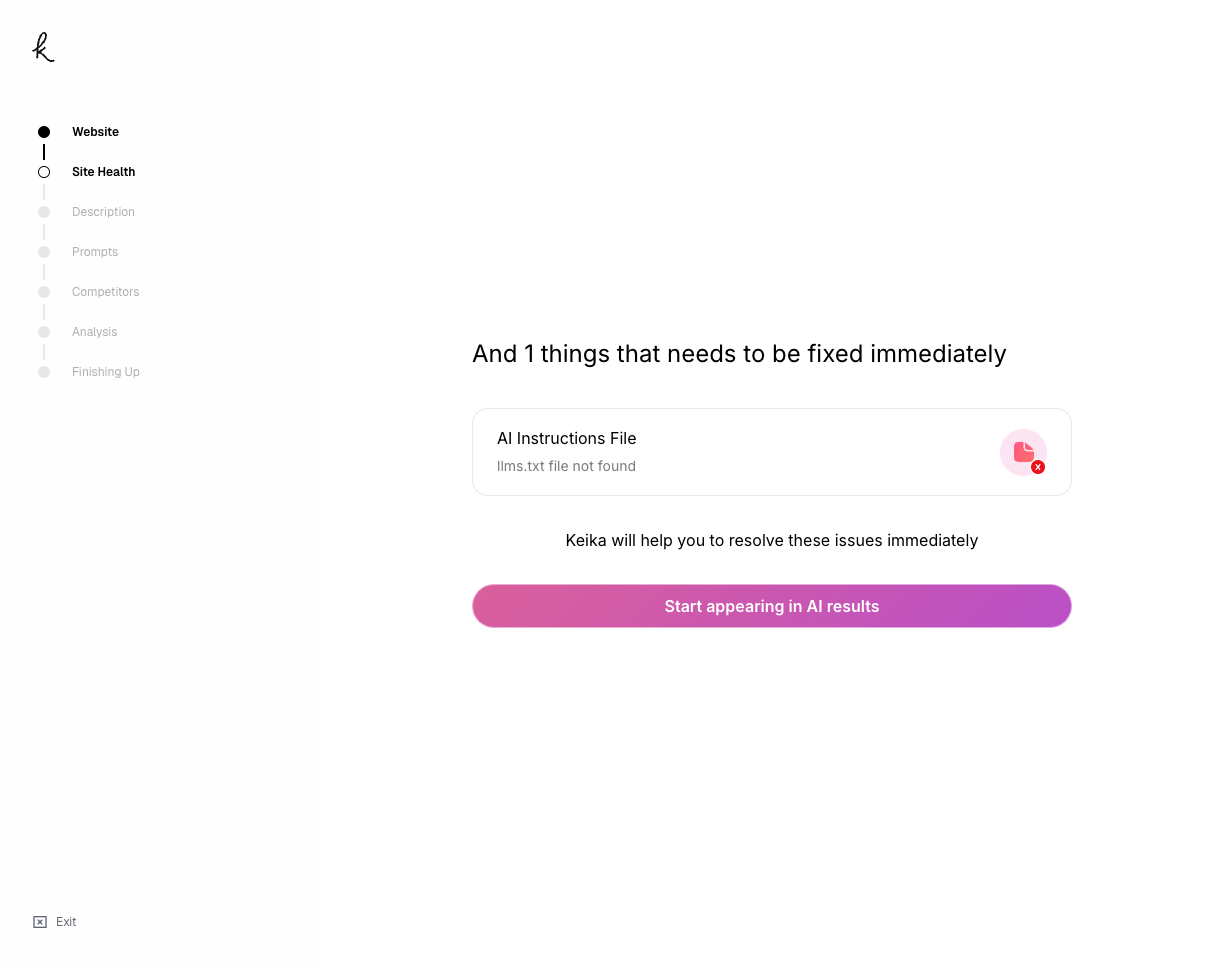 k
Website
Site Health
Description
Prompts
Competitors
Analysis
Finishing Up
And 1 things that needs to be fixed immediately
AI Instructions File
llms.txt file not found
x
Keika will help you to resolve these issues immediately
Start appearing in AI results
Exit